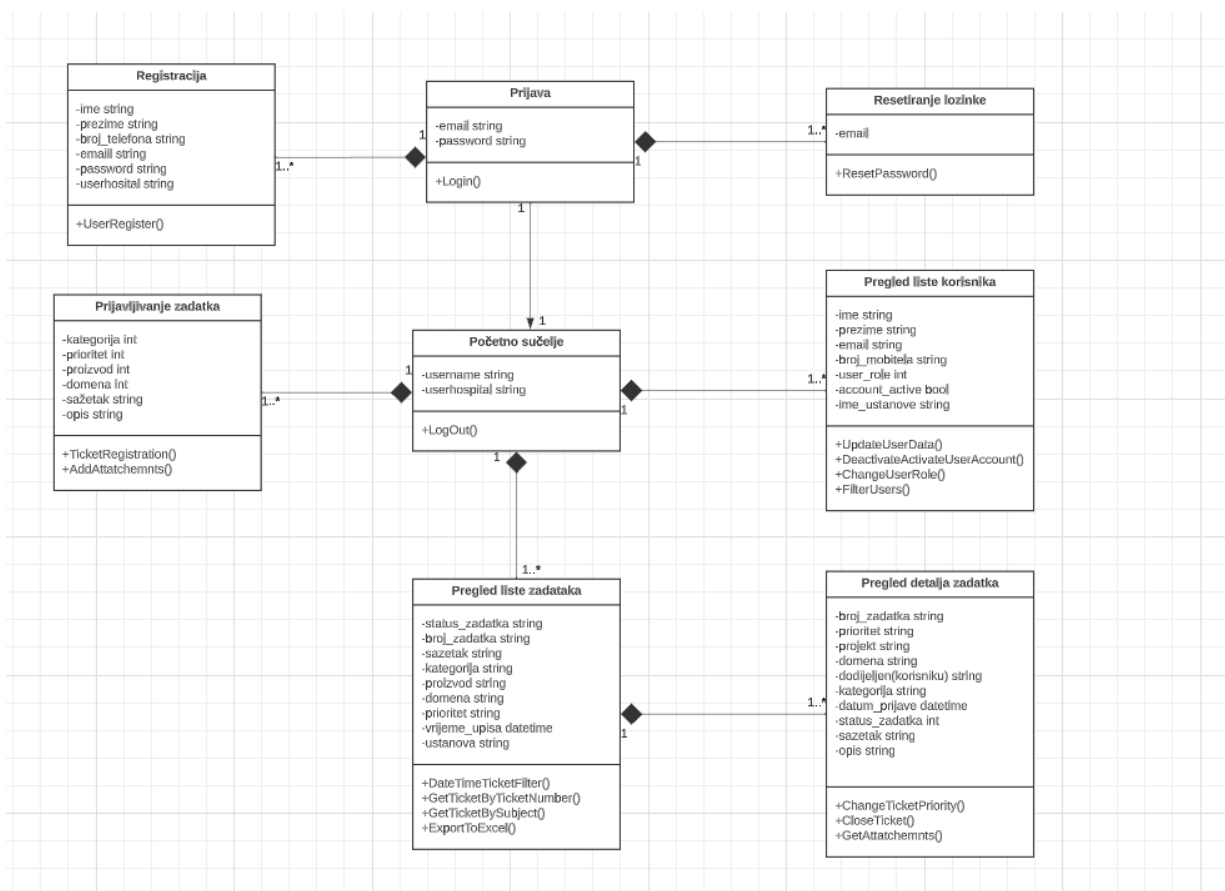 Registracija
-ime string
-prezime string
-broj_telefona string
-emaiil string
-password string
-userhosital string
+UserRegister()
1..*
1
Prijava
-email string
-password string
+Login()
1
1
1..*
Resetiranje lozinke
-email
+ResetPassword()
Prijavljivanje zadatka
-kategorija int
-prioritet int
-proizvod int
-domena int
-sažetak string
-opis string
+TicketRegistration()
+AddAttatchemnts()
1..*
1
1
Početno sučelje
-username string
-userhospital string
+LogOut()
1
1
1..*
Pregled liste korisnika
-ime string
-prezime string
-email string
-broj_mobitela string
-user_role int
-account_active bool
-ime_ustanove string
+UpdateUserData()
+DeactivateActivateUserAccount()
+ChangeUserRole()
+FilterUsers()
1..*
Pregled liste zadataka
-status_zadatka string
-broj_zadatka string
-sazetak string
-kategorija string
-proizvod string
-domena string
-prioritet string
-vrijeme_upisa datetime
-ustanova string
+DateTimeTicketFilter()
+GetTicketByTicketNumber()
+GetTicketBySubject()
+ExportToExcel()
1
1..*
Pregled detalja zadatka
-broj_zadatka string
-prioritet string
-projekt string
-domena string
-dodijeljen(korisniku) string
-kategorija string
-datum_prijave datetime
-status_zadatka int
-sazetak string
-opis string
+ChangeTicketPriority()
+CloseTicket()
+GetAttatchemnts()